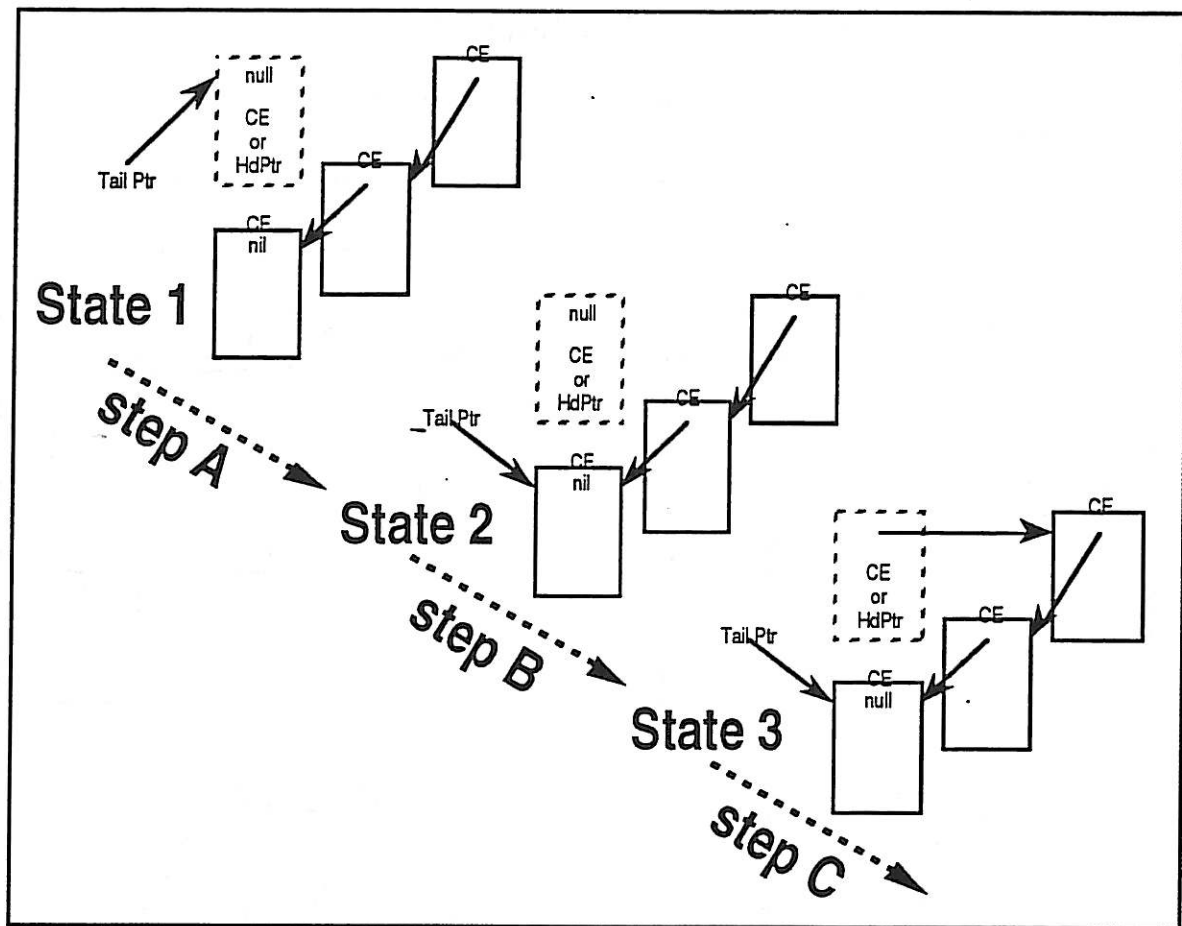 CE
null
CE
or
HdPtr
Tail Ptr
CE
CE
nil
State 1
step A
CE
null
CE
or
HdPtr
CE
Tail Ptr
CE
nil
State 2
step B
CE
CE
or
HdPtr
CE
Tail Ptr
CE
null
State 3
step C